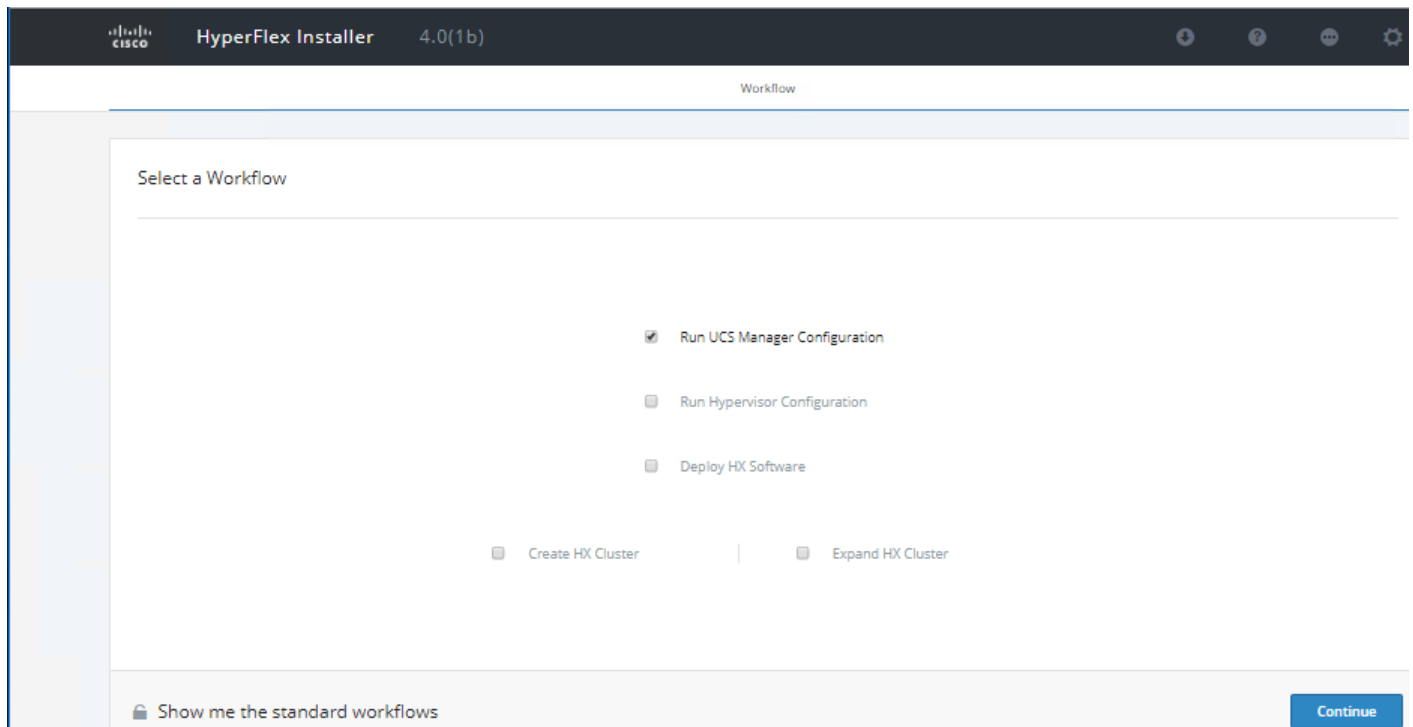 CISCO HyperFlex Installer 4.0(1b)
Workflow
Select a Workflow
Run UCS Manager Configuration
Run Hypervisor Configuration
Deploy HX Software
Create HX Cluster Expand HX Cluster
Show me the standard workflows Continue